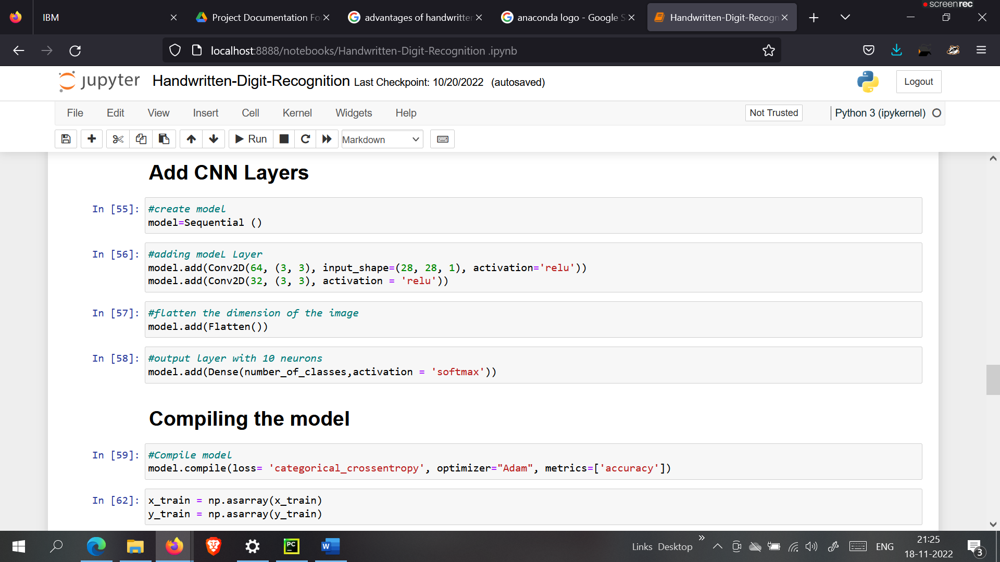 screenrec
IBM
Project Documentation Fo
advantages of handwritter
anaconda logo - Google S
Handwritten-Digit-Recogn
localhost:8888/notebooks/Handwritten-Digit-Recognition .ipynb
jupyter Handwritten-Digit-Recognition Last Checkpoint: 10/20/2022 (autosaved)
Logout
File Edit View Insert Cell Kernel Widgets Help
Not Trusted
Python 3 (ipykernel)
Run
Markdown
Add CNN Layers
In [55]: #create model
model=Sequential ()
In [56]: #adding modeL Layer
model.add(Conv2D(64, (3, 3), input_shape=(28, 28, 1), activation='relu'))
model.add(Conv2D(32, (3, 3), activation = 'relu'))
In [57]: #flatten the dimension of the image
model.add(Flatten())
In [58]: #output layer with 10 neurons
model.add(Dense(number_of_classes,activation = 'softmax'))
Compiling the model
In [59]: #Compile model
model.compile(loss= 'categorical_crossentropy', optimizer="Adam", metrics=['accuracy'])
In [62]: x_train = np.asarray(x_train)
y_train = np.asarray(y_train)
PC
W
Links Desktop
ENG
21:25
18-11-2022
3